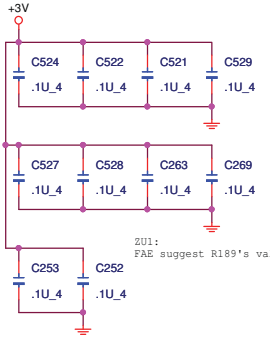 +3V
C524 C522 C521 C529
.1U_4 .1U_4 .1U_4 .1U_4
C527 C528 C263 C269
.1U_4 .1U_4 .1U_4 .1U_4
ZU1:
FAE suggest R189's va
C253 C252
.1U_4 .1U_4